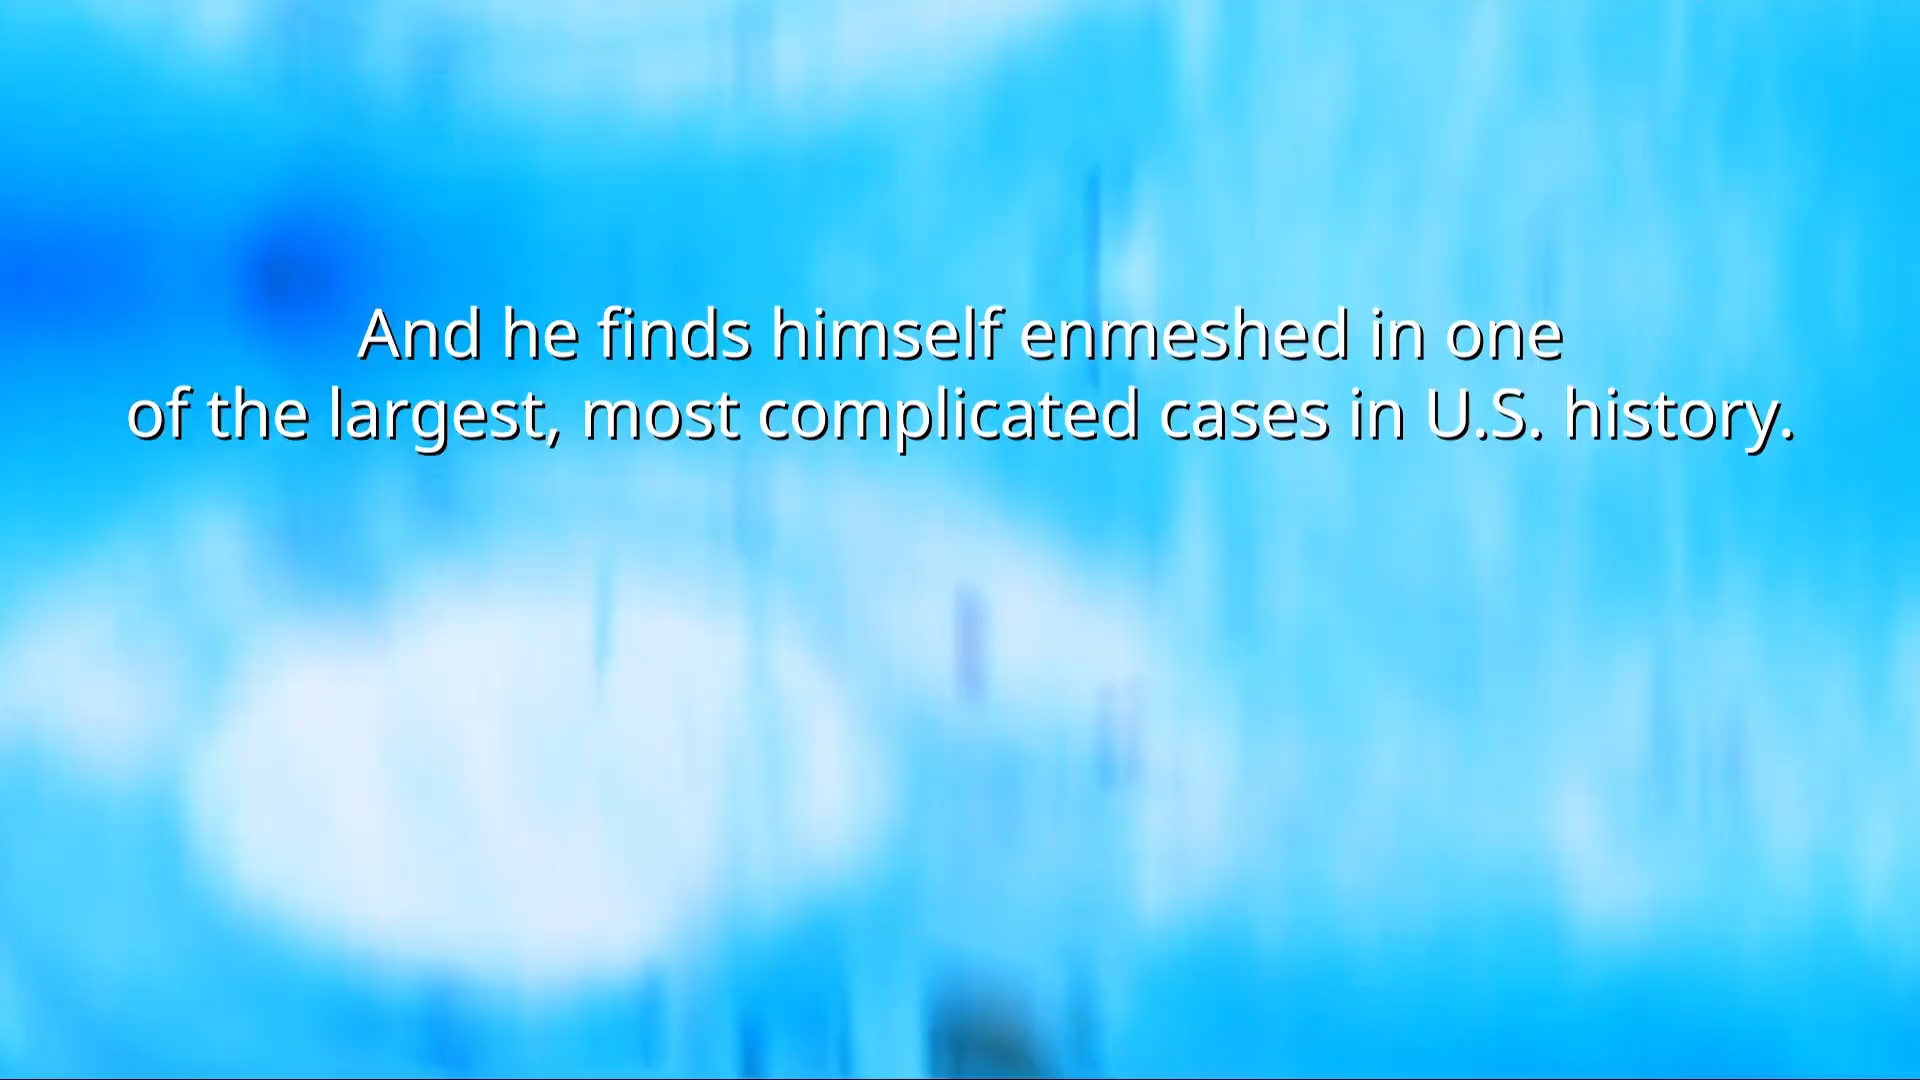 And he finds himself enmeshed in one
of the largest, most complicated cases in U.S. history.